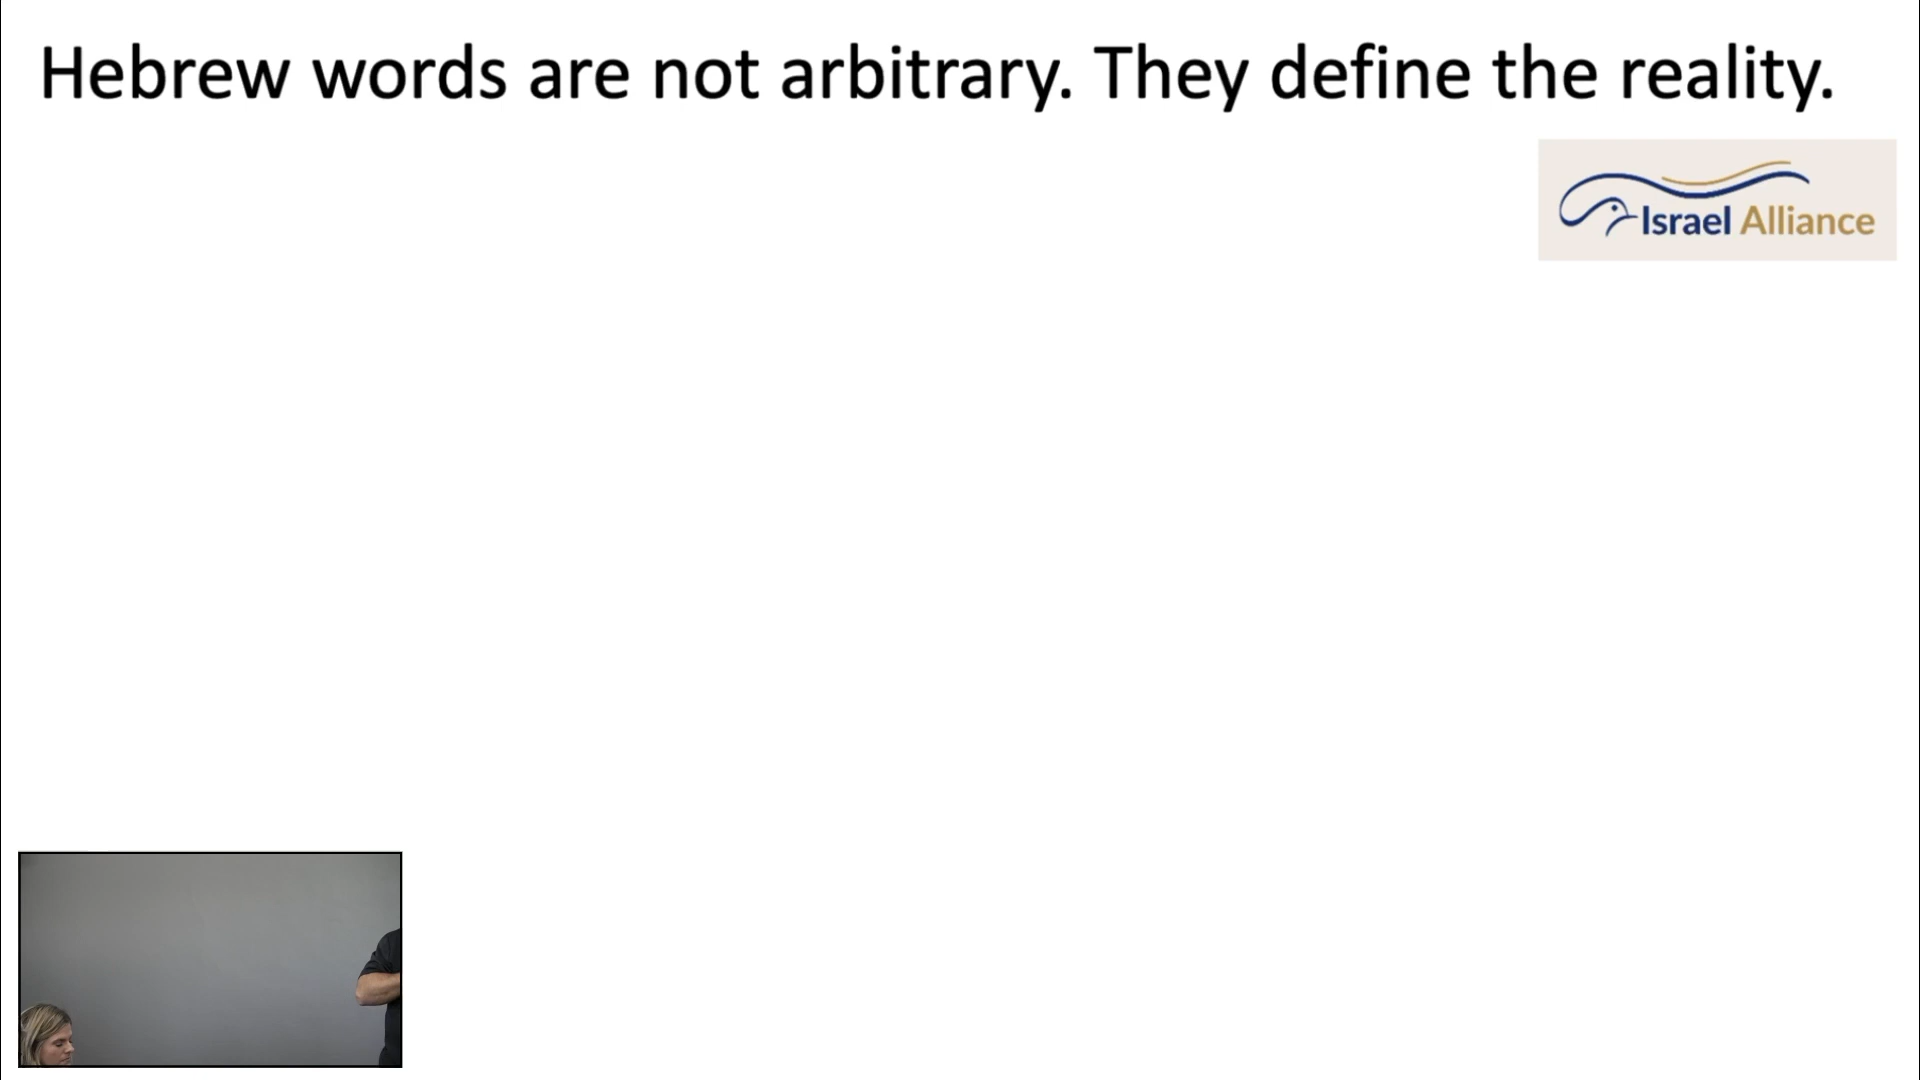 Hebrew words are not arbitrary. They define the reality.
Israel Alliance